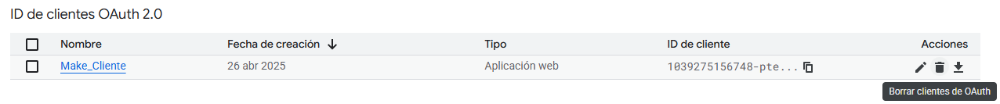 ID de clientes OAuth 2.0
Nombre Fecha de creación Tipo ID de cliente Acciones
Make_Cliente 26 abr 2025 Aplicación web 1039275156748-pte...
Borrar clientes de OAuth